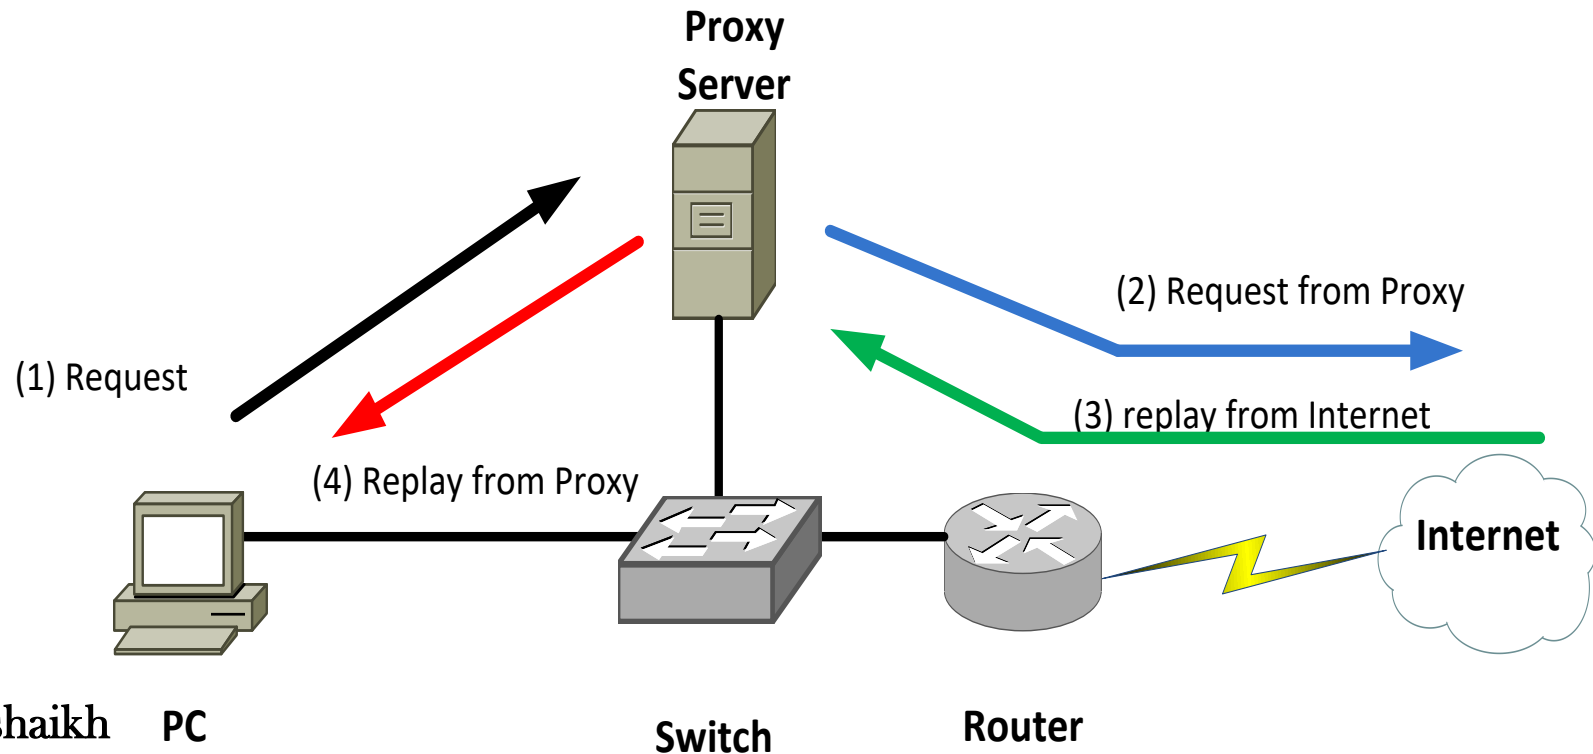 Proxy
Server
(2) Request from Proxy
(1) Request
(3) replay from Internet
(4) Replay from Proxy
Internet
shaikh
PC
Switch
Router